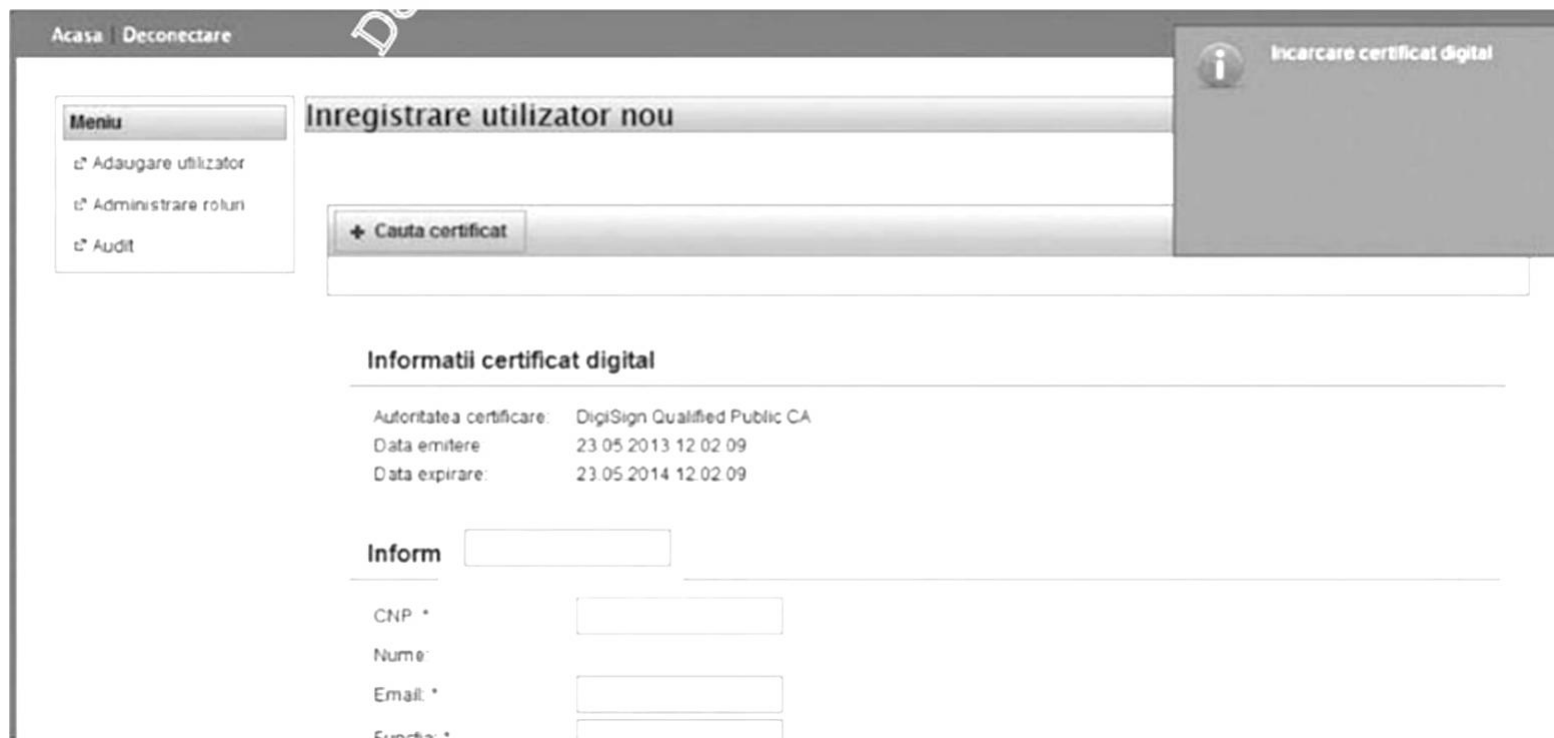 Acasa | Deconectare
Incarcare certificat digital
Meniu
Adaugare utilizator
Administrare roluri
Audit
Inregistrare utilizator nou
+ Cauta certificat
Informatii certificat digital
Autoritatea certificare: DigiSign Qualified Public CA
Data emitere 23.05.2013 12.02.09
Data expirare: 23.05.2014 12.02.09
Inform
CNP *
Nume:
Email: *